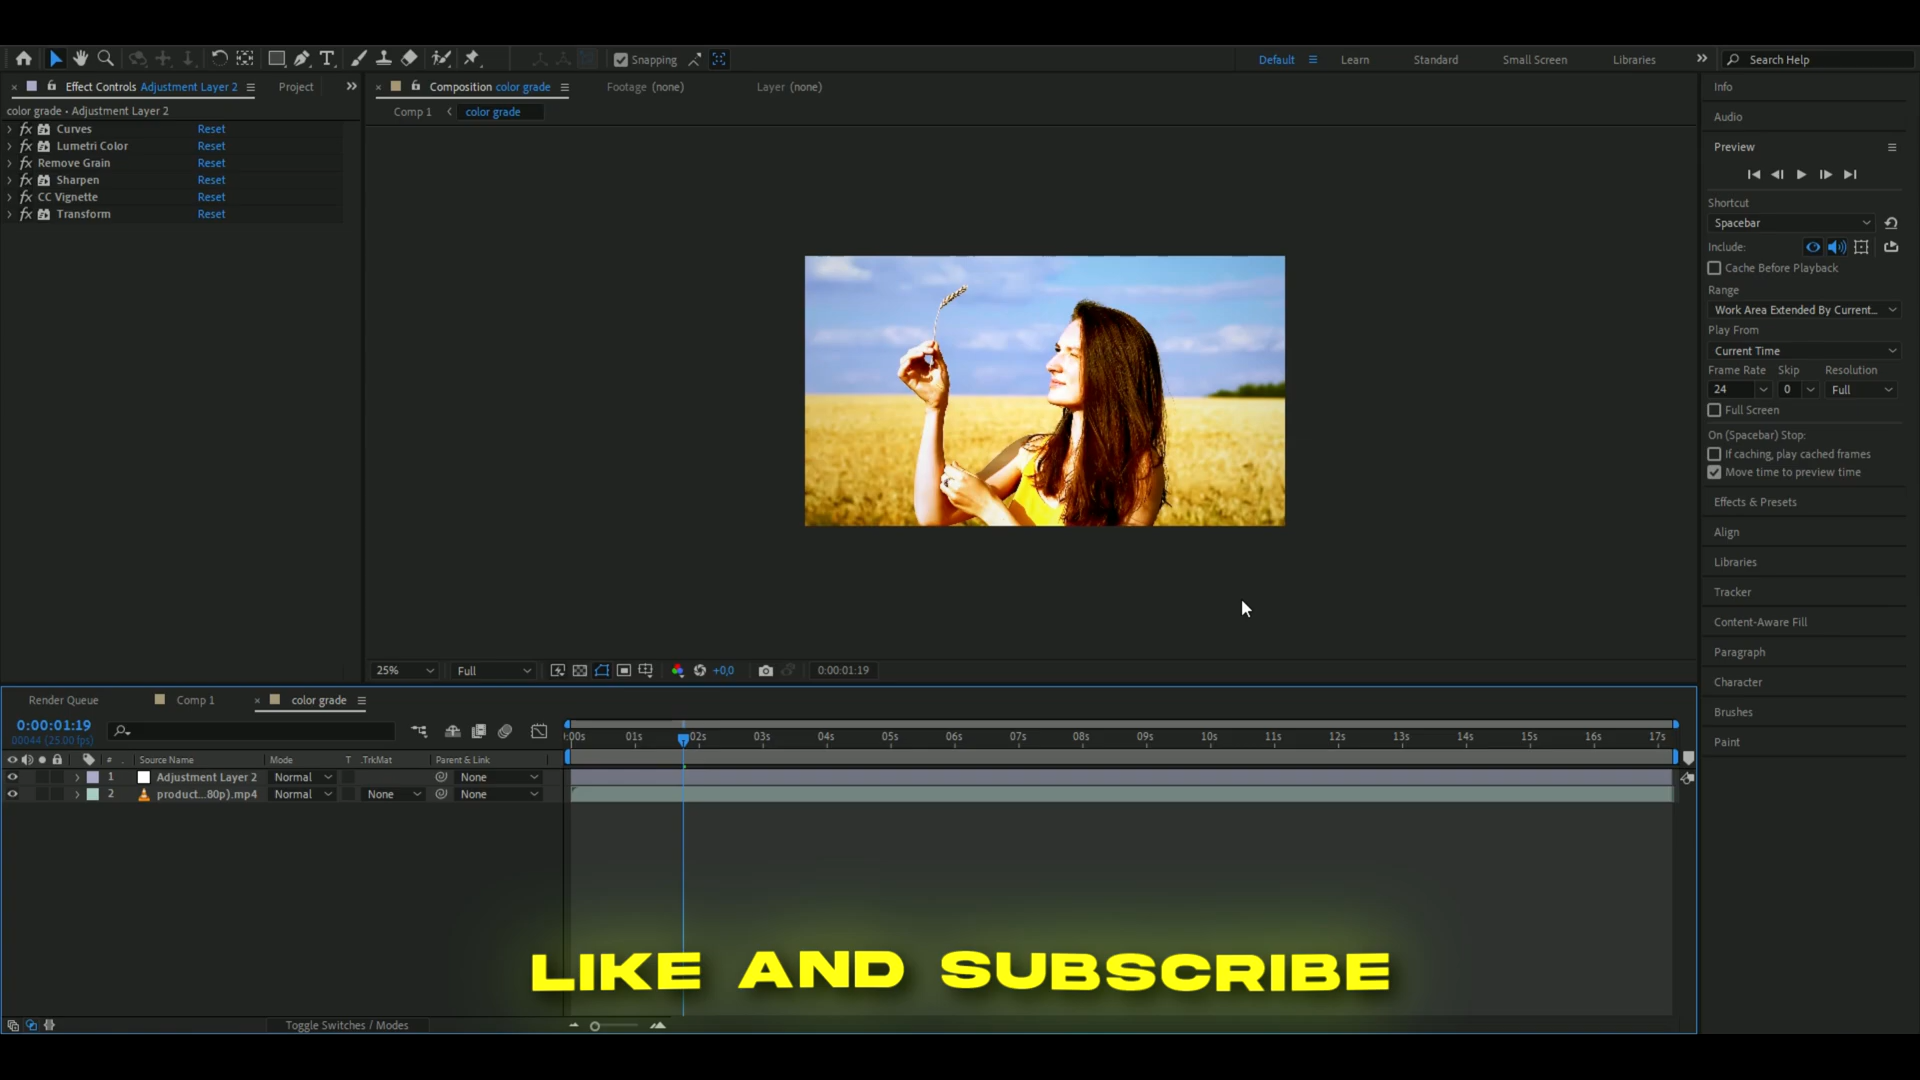 Snapping
Default
Learn
Standard
Small Screen
Libraries
Search Help
Effect Controls Adjustment Layer 2
Project
Composition color grade
Footage (none)
Layer (none)
Comp 1
color grade
color grade • Adjustment Layer 2
fx Curves Reset
fx Lumetri Color Reset
fx Remove Grain Reset
fx Sharpen Reset
fx CC Vignette Reset
fx Transform Reset
Info
Audio
Preview
Shortcut
Spacebar
Include:
Cache Before Playback
Range
Work Area Extended By Current...
Play From
Current Time
Frame Rate Skip Resolution
24 0 Full
Full Screen
On (Spacebar) Stop:
If caching, play cached frames
Move time to preview time
Effects & Presets
Align
Libraries
Tracker
Content-Aware Fill
Paragraph
Character
Brushes
Paint
25% Full +0,0 0:00:01:19
Render Queue
Comp 1
color grade
0:00:01:19
00044 (25.00 fps)
:00s 01s 02s 03s 04s 05s 06s 07s 08s 09s 10s 11s 12s 13s 14s 15s 16s 17s
# Source Name Mode T .TrkMat Parent & Link
1 Adjustment Layer 2 Normal None
2 product...80p).mp4 Normal None None
LIKE AND SUBSCRIBE
Toggle Switches / Modes